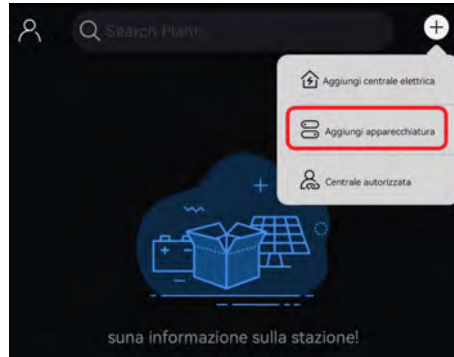 Search Plant
Aggiungi centrale elettrica
Aggiungi apparecchiatura
Centrale autorizzata
suna informazione sulla stazione!